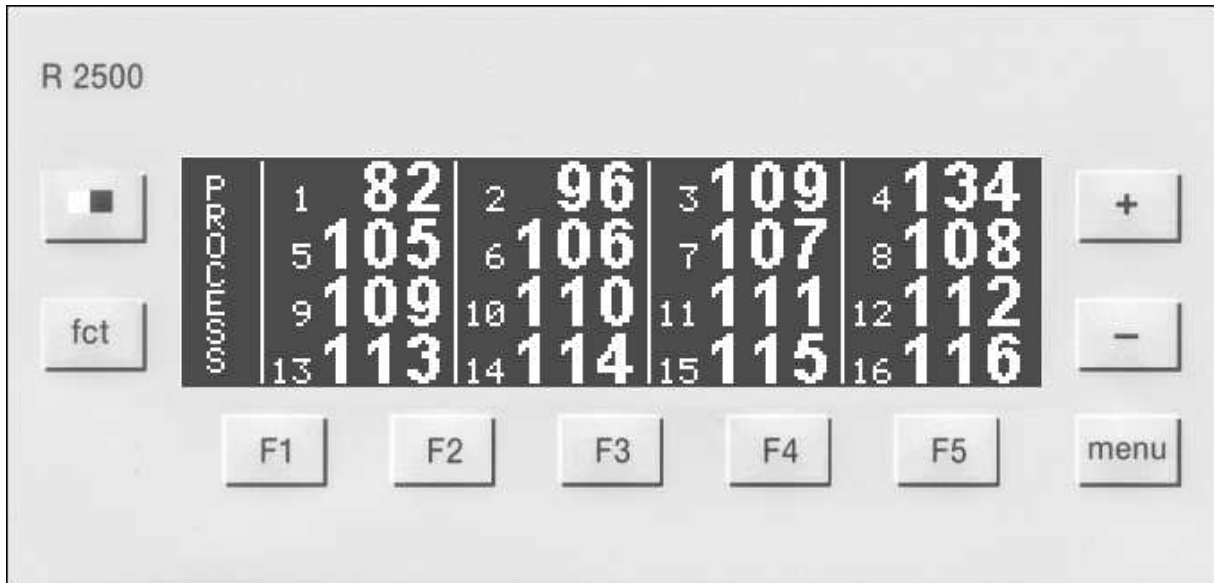 R 2500
PROCESS
1 82 2 96 3 109 4 134
5 105 6 106 7 107 8 108
9 109 10 110 11 111 12 112
13 113 14 114 15 115 16 116
+
fct
−
F1 F2 F3 F4 F5 menu